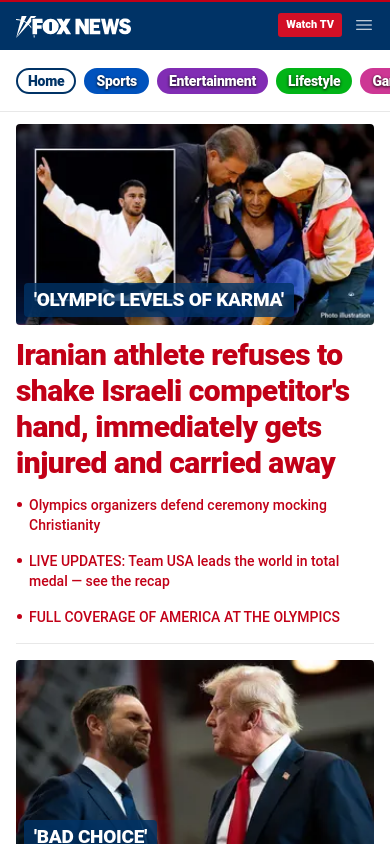 FOX NEWS
Watch TV
Home
Sports
Entertainment
Lifestyle
Ga
'OLYMPIC LEVELS OF KARMA'
Photo illustration
Iranian athlete refuses to
shake Israeli competitor's
hand, immediately gets
injured and carried away
• Olympics organizers defend ceremony mocking
Christianity
• LIVE UPDATES: Team USA leads the world in total
medal — see the recap
• FULL COVERAGE OF AMERICA AT THE OLYMPICS
'BAD CHOICE'